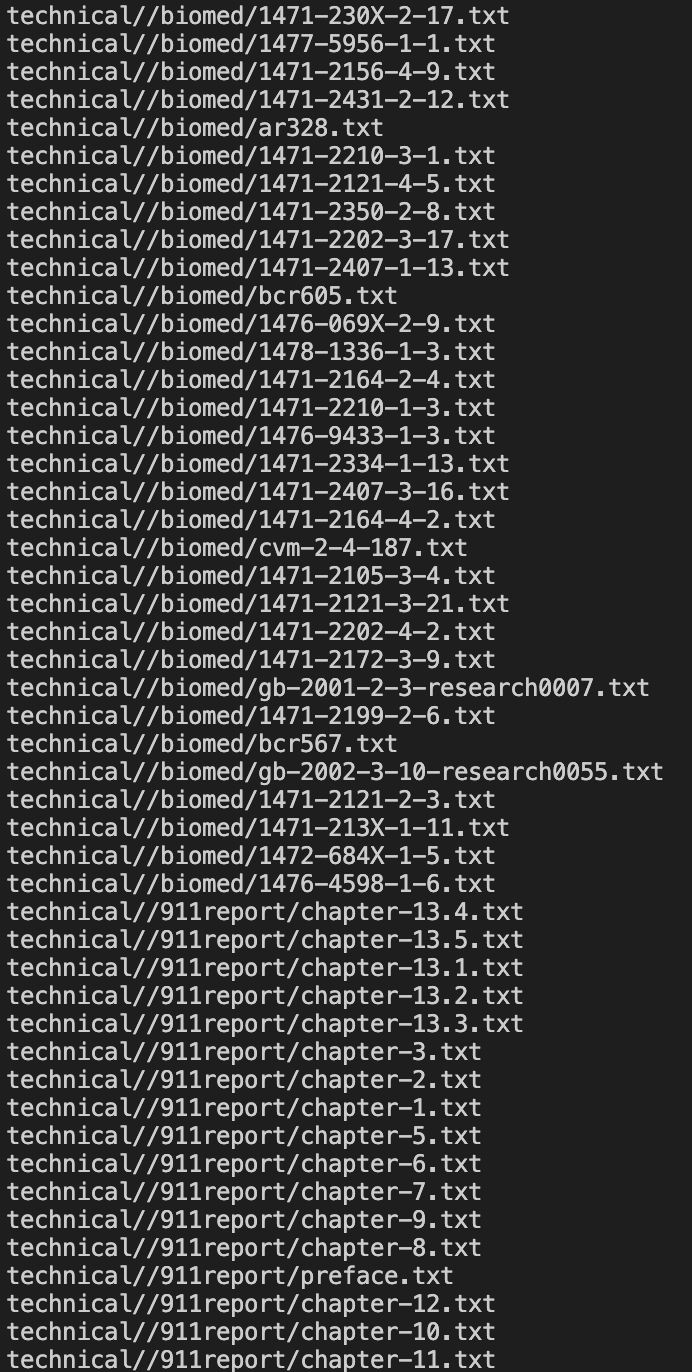 technical//biomed/1471-230X-2-17.txt
technical//biomed/1477-5956-1-1.txt
technical//biomed/1471-2156-4-9.txt
technical//biomed/1471-2431-2-12.txt
technical//biomed/ar328.txt
technical//biomed/1471-2210-3-1.txt
technical//biomed/1471-2121-4-5.txt
technical//biomed/1471-2350-2-8.txt
technical//biomed/1471-2202-3-17.txt
technical//biomed/1471-2407-1-13.txt
technical//biomed/bcr605.txt
technical//biomed/1476-069X-2-9.txt
technical//biomed/1478-1336-1-3.txt
technical//biomed/1471-2164-2-4.txt
technical//biomed/1471-2210-1-3.txt
technical//biomed/1476-9433-1-3.txt
technical//biomed/1471-2334-1-13.txt
technical//biomed/1471-2407-3-16.txt
technical//biomed/1471-2164-4-2.txt
technical//biomed/cvm-2-4-187.txt
technical//biomed/1471-2105-3-4.txt
technical//biomed/1471-2121-3-21.txt
technical//biomed/1471-2202-4-2.txt
technical//biomed/1471-2172-3-9.txt
technical//biomed/gb-2001-2-3-research0007.txt
technical//biomed/1471-2199-2-6.txt
technical//biomed/bcr567.txt
technical//biomed/gb-2002-3-10-research0055.txt
technical//biomed/1471-2121-2-3.txt
technical//biomed/1471-213X-1-11.txt
technical//biomed/1472-684X-1-5.txt
technical//biomed/1476-4598-1-6.txt
technical//911report/chapter-13.4.txt
technical//911report/chapter-13.5.txt
technical//911report/chapter-13.1.txt
technical//911report/chapter-13.2.txt
technical//911report/chapter-13.3.txt
technical//911report/chapter-3.txt
technical//911report/chapter-2.txt
technical//911report/chapter-1.txt
technical//911report/chapter-5.txt
technical//911report/chapter-6.txt
technical//911report/chapter-7.txt
technical//911report/chapter-9.txt
technical//911report/chapter-8.txt
technical//911report/preface.txt
technical//911report/chapter-12.txt
technical//911report/chapter-10.txt
technical//911report/chapter-11.txt